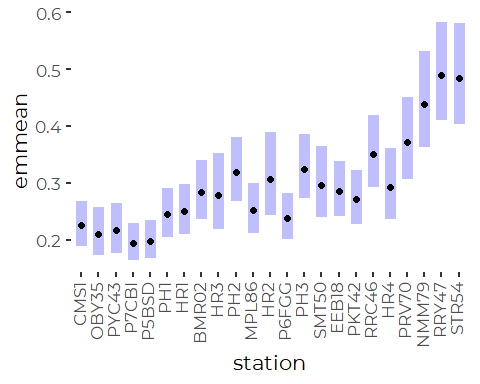 emmean
0.6
0.5
0.4
0.3
0.2
CMS1
OBY35
PYC43
P7CBI
P5BSD
PH1
HR1
BMR02
HR3
PH2
MPL86
HR2
P6FGG
PH3
SMT50
EEB18
PKT42
RRC46
HR4
PRV70
NMM79
RRY47
STR54
station